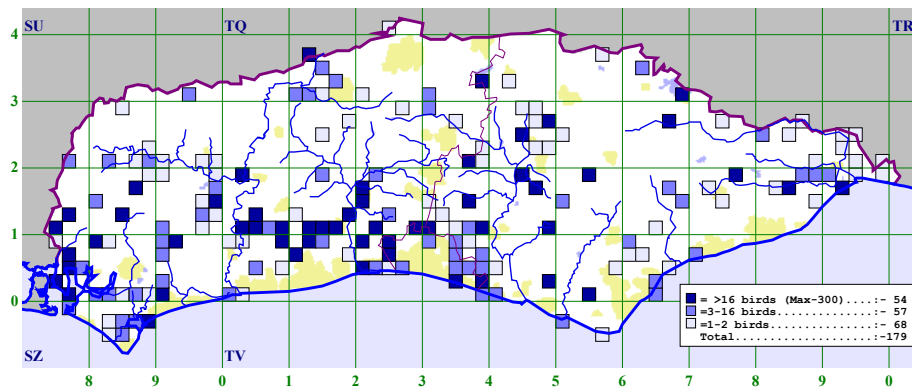 SU TQ TR
4
3
2
1
0
■= >16 birds (Max-300)....:- 54
■=3-16 birds.............:- 57
□=1-2 birds..............:- 68
Total....................:-179
SZ TV
8 9 0 1 2 3 4 5 6 7 8 9 0